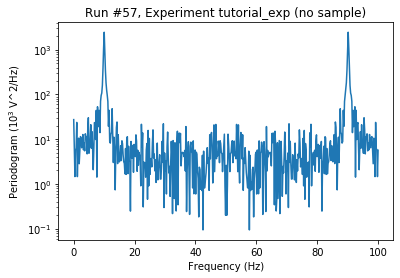 Run #57, Experiment tutorial_exp (no sample)
Periodogram (10³ V^2/Hz)
10³
10²
10¹
10⁰
10⁻¹
0 20 40 60 80 100
Frequency (Hz)